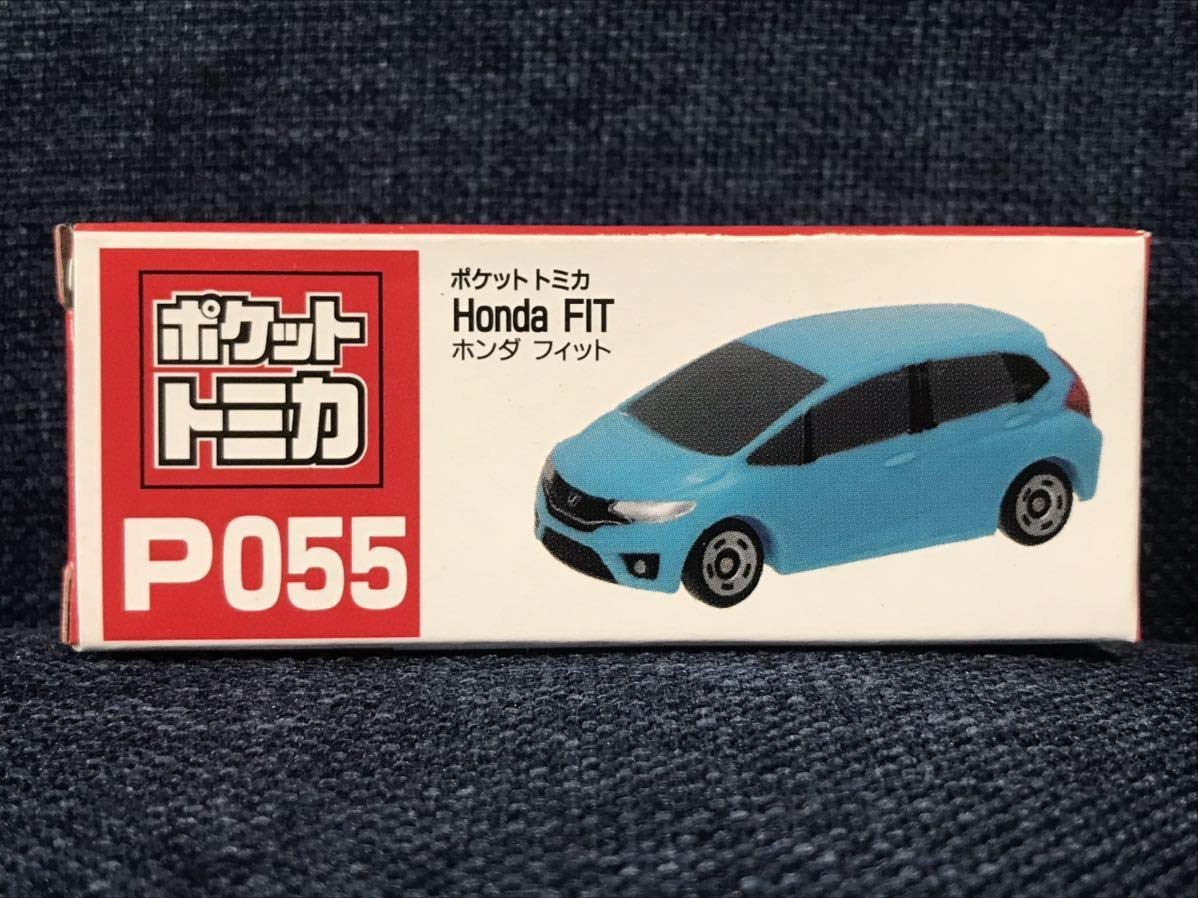 ポケット
トミカ
P055
ポケットトミカ
Honda FIT
ホンダ フィット